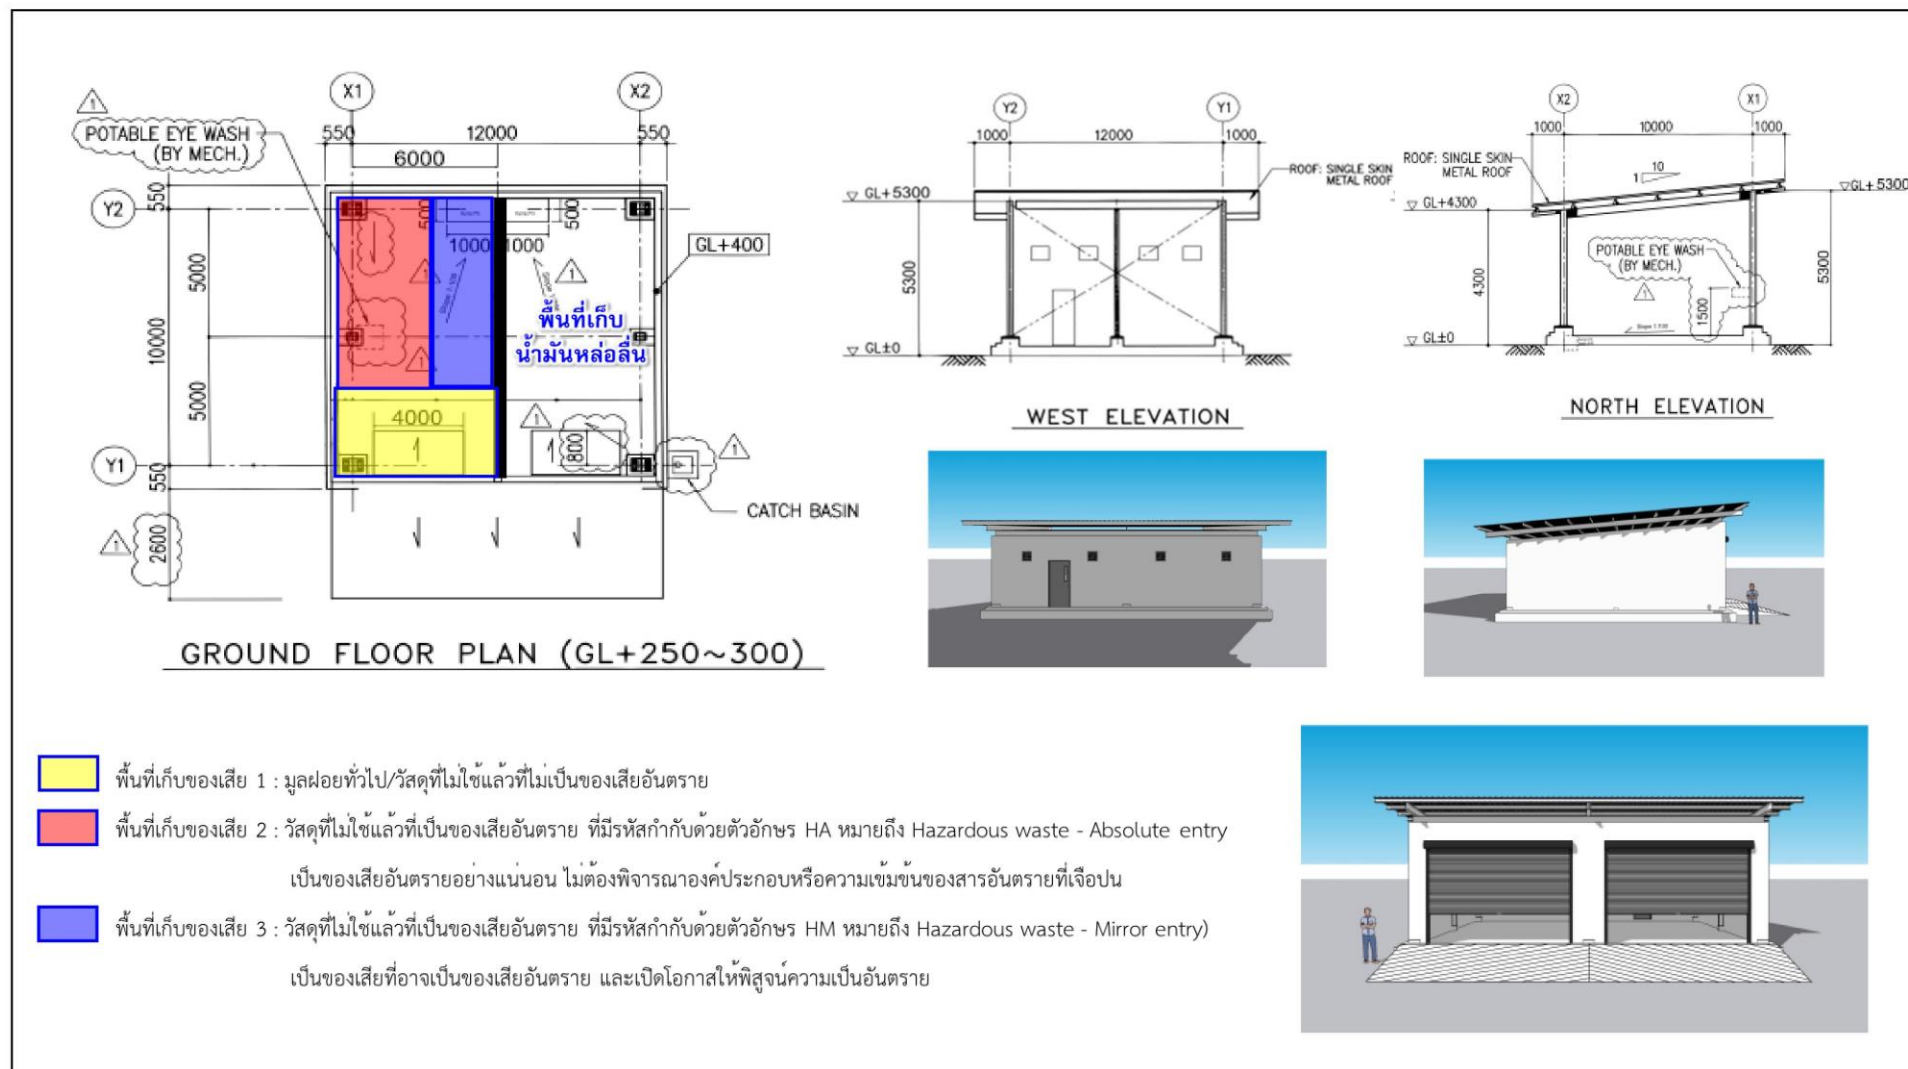 X1
X2
1
POTABLE EYE WASH
(BY MECH.)
550
12000
550
6000
Y2
550
500
500
1000
1000
GL+400
5000
1
1
Slope 1:100
10000
พื้นที่เก็บ
น้ำมันหล่อลื่น
1
5000
4000
1
800
1
Y1
550
CATCH BASIN
1
2600
GROUND FLOOR PLAN (GL+250~300)
Y2
Y1
1000
12000
1000
ROOF: SINGLE SKIN
METAL ROOF
GL+5300
5300
GL±0
WEST ELEVATION
X2
X1
1000
10000
1000
ROOF: SINGLE SKIN
METAL ROOF
10
1
GL+5300
GL+4300
POTABLE EYE WASH
(BY MECH.)
1
4300
1500
5300
Slope 1:100
GL±0
NORTH ELEVATION
พื้นที่เก็บของเสีย 1 : มูลฝอยทั่วไป/วัสดุที่ไม่ใช้แล้วที่ไม่เป็นของเสียอันตราย
พื้นที่เก็บของเสีย 2 : วัสดุที่ไม่ใช้แล้วที่เป็นของเสียอันตราย ที่มีรหัสกำกับด้วยตัวอักษร HA หมายถึง Hazardous waste - Absolute entry
เป็นของเสียอันตรายอย่างแน่นอน ไม่ต้องพิจารณาองค์ประกอบหรือความเข้มข้นของสารอันตรายที่เจือปน
พื้นที่เก็บของเสีย 3 : วัสดุที่ไม่ใช้แล้วที่เป็นของเสียอันตราย ที่มีรหัสกำกับด้วยตัวอักษร HM หมายถึง Hazardous waste - Mirror entry)
เป็นของเสียที่อาจเป็นของเสียอันตราย และเปิดโอกาสให้พิสูจน์ความเป็นอันตราย